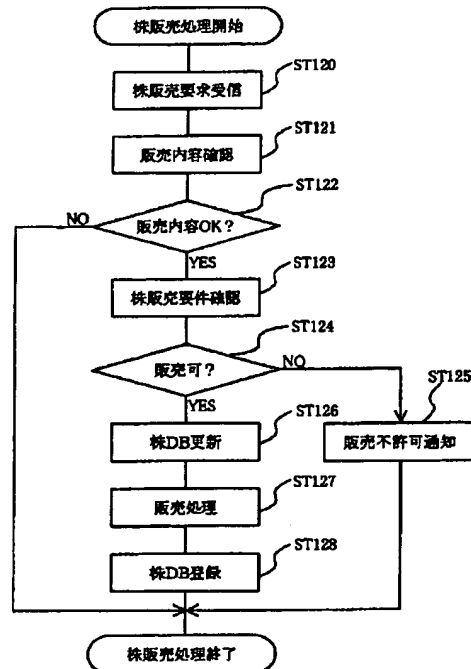 株販売処理開始
ST120
株販売要求受信
ST121
販売内容確認
ST122
NO
販売内容OK？
YES
ST123
株販売要件確認
ST124
販売可？
NO
YES
ST125
販売不許可通知
ST126
株DB更新
ST127
販売処理
ST128
株DB登録
株販売処理終了